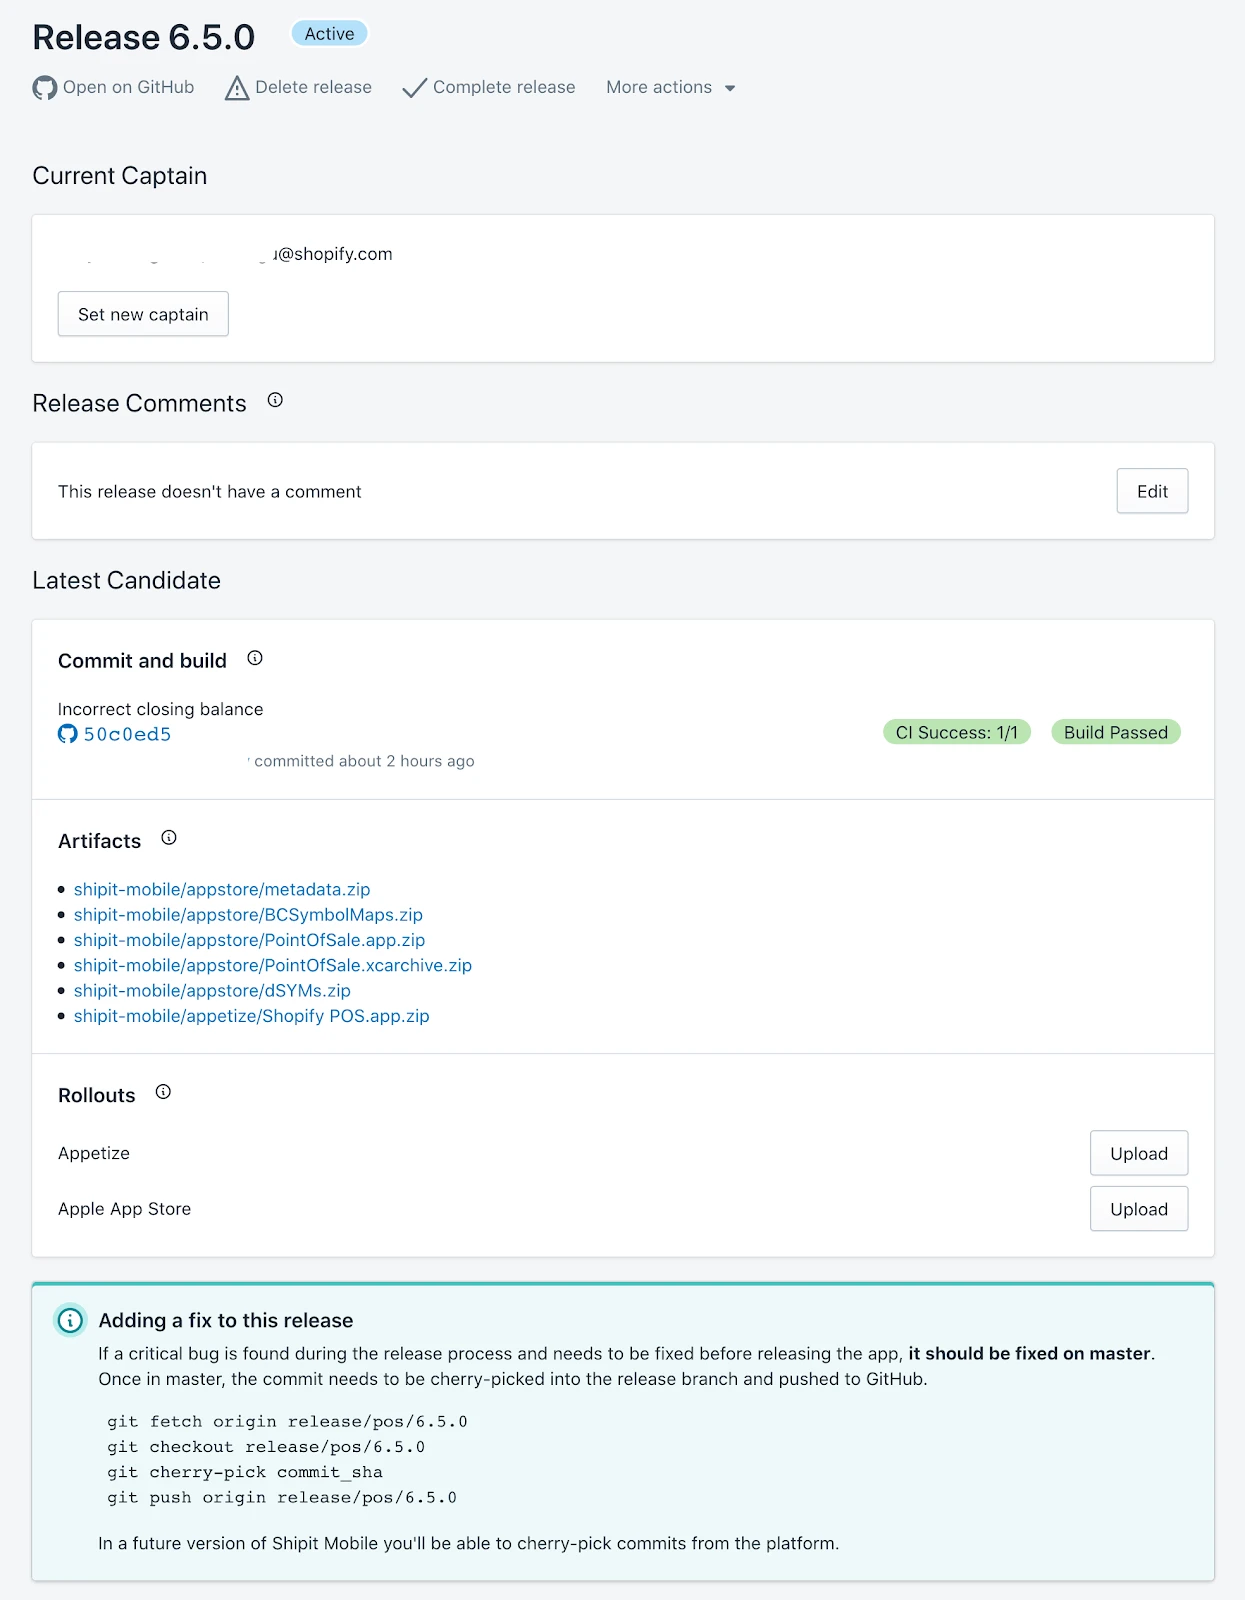 Release 6.5.0 Active
Open on GitHub Delete release Complete release More actions
Current Captain
@shopify.com
Set new captain
Release Comments
This release doesn't have a comment Edit
Latest Candidate
Commit and build
Incorrect closing balance
50c0ed5 CI Success: 1/1 Build Passed
committed about 2 hours ago
Artifacts
shipit-mobile/appstore/metadata.zip
shipit-mobile/appstore/BCSymbolMaps.zip
shipit-mobile/appstore/PointOfSale.app.zip
shipit-mobile/appstore/PointOfSale.xcarchive.zip
shipit-mobile/appstore/dSYMs.zip
shipit-mobile/appetize/Shopify POS.app.zip
Rollouts
Appetize Upload
Apple App Store Upload
Adding a fix to this release
If a critical bug is found during the release process and needs to be fixed before releasing the app, it should be fixed on master.
Once in master, the commit needs to be cherry-picked into the release branch and pushed to GitHub.
git fetch origin release/pos/6.5.0
git checkout release/pos/6.5.0
git cherry-pick commit_sha
git push origin release/pos/6.5.0
In a future version of Shipit Mobile you'll be able to cherry-pick commits from the platform.